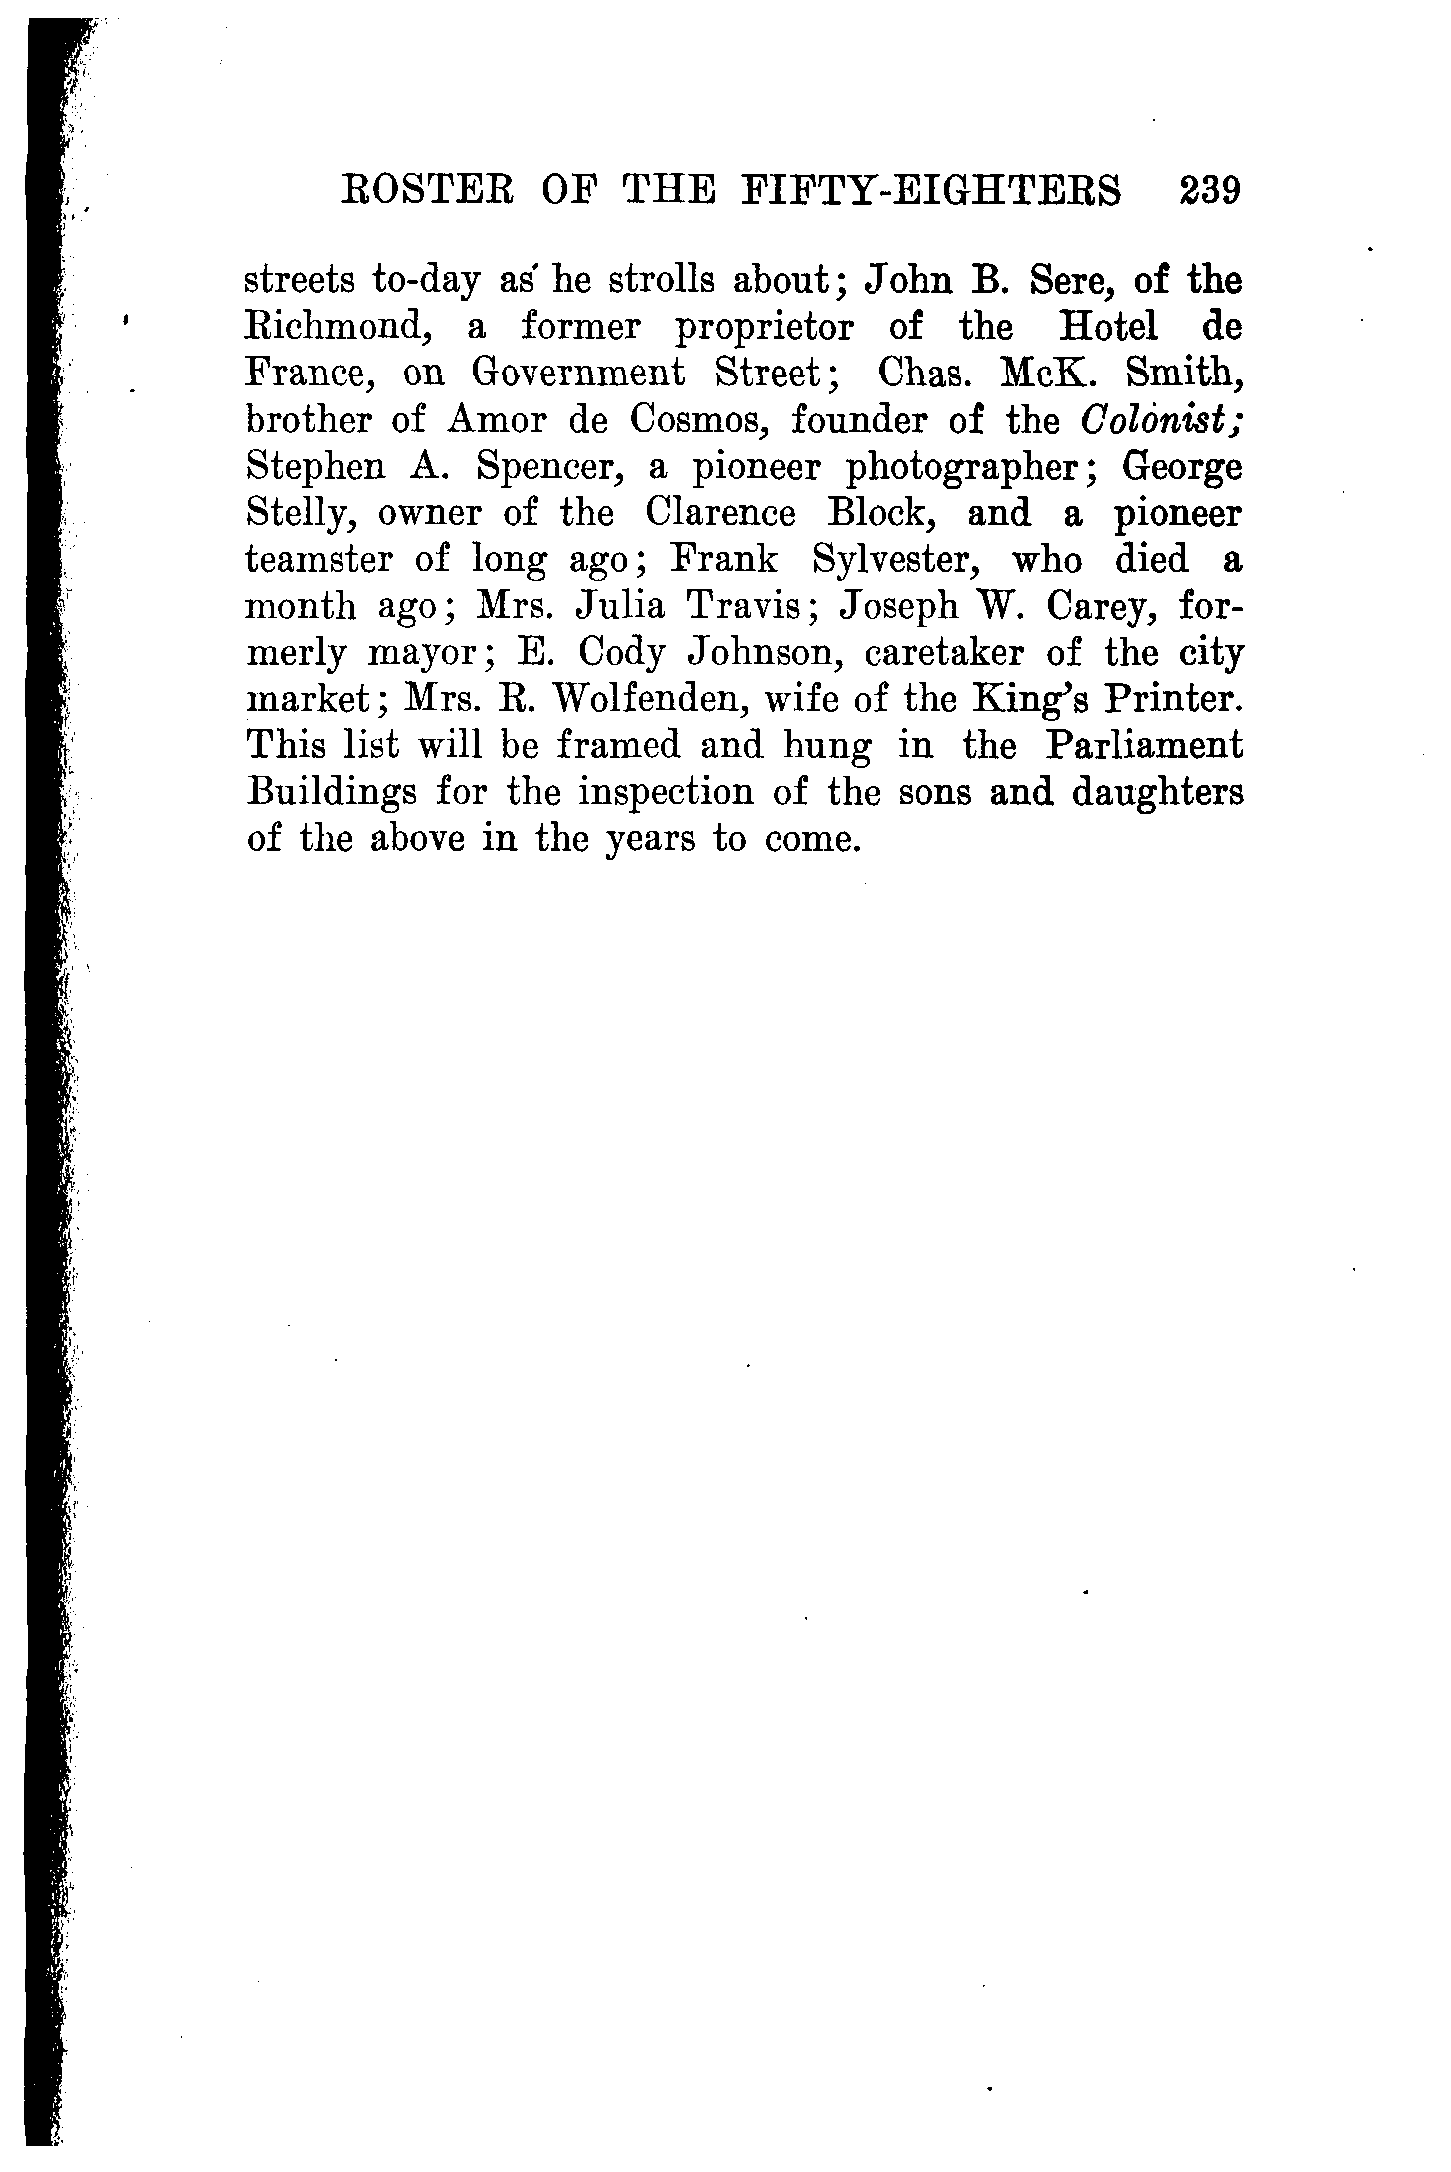 ROSTER OF THE FIFTY-EIGHTERS 239
streets to-day as he strolls about; John B. Sere, of the
Richmond, a former proprietor of the Hotel de
France, on Government Street; Chas. McK. Smith,
brother of Amor de Cosmos, founder of the Colonist;
Stephen A. Spencer, a pioneer photographer; George
Stelly, owner of the Clarence Block, and a pioneer
teamster of long ago; Frank Sylvester, who died a
month ago; Mrs. Julia Travis; Joseph W. Carey, for-
merly mayor; E. Cody Johnson, caretaker of the city
market; Mrs. R. Wolfenden, wife of the King's Printer.
This list will be framed and hung in the Parliament
Buildings for the inspection of the sons and daughters
of the above in the years to come.